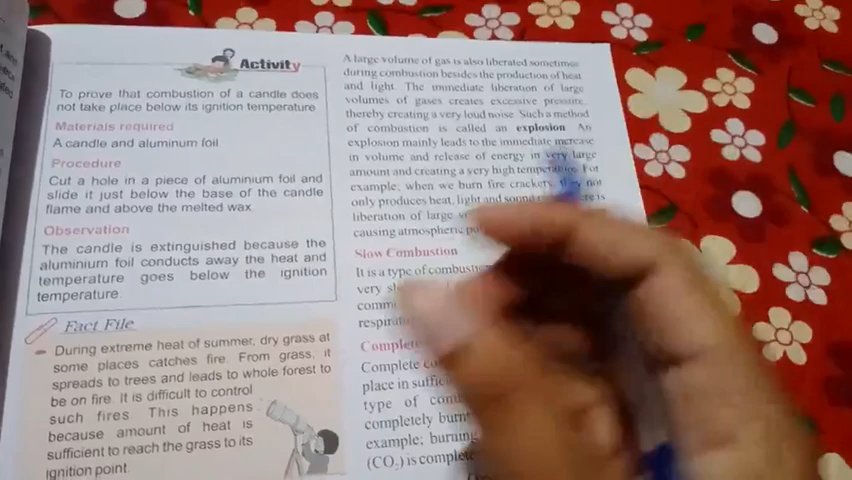 Activity
To prove that combustion of a candle does
not take place below its ignition temperature.
Materials required
A candle and aluminum foil
Procedure
Cut a hole in a piece of aluminium foil and
slide it just below the base of the candle
flame and above the melted wax.
Observation
The candle is extinguished because the
aluminium foil conducts away the heat and
temperature goes below the ignition
temperature.
Fact File
During extreme heat of summer, dry grass at
some places catches fire. From grass, it
spreads to trees and leads to whole forest to
be on fire. It is difficult to control
such fires. This happens
because amount of heat is
sufficient to reach the grass to its
ignition point.
A large volume of gas is also liberated sometimes
during combustion besides the production of heat
and light. The immediate liberation of large
volumes of gases creates excessive pressure,
thereby creating a very loud noise. Such a method
of combustion is called an explosion. An
explosion mainly leads to the immediate increase
in volume and release of energy in very large
amount and creating a very high temperature. For
example, when we burn fire crackers, they not
only produces heat, light and sound
liberation of large
causing atmospheric
Slow Combustion
It is a type of
very
Complete
place in
type of
completely burnt
example; burning
(CO₂) is